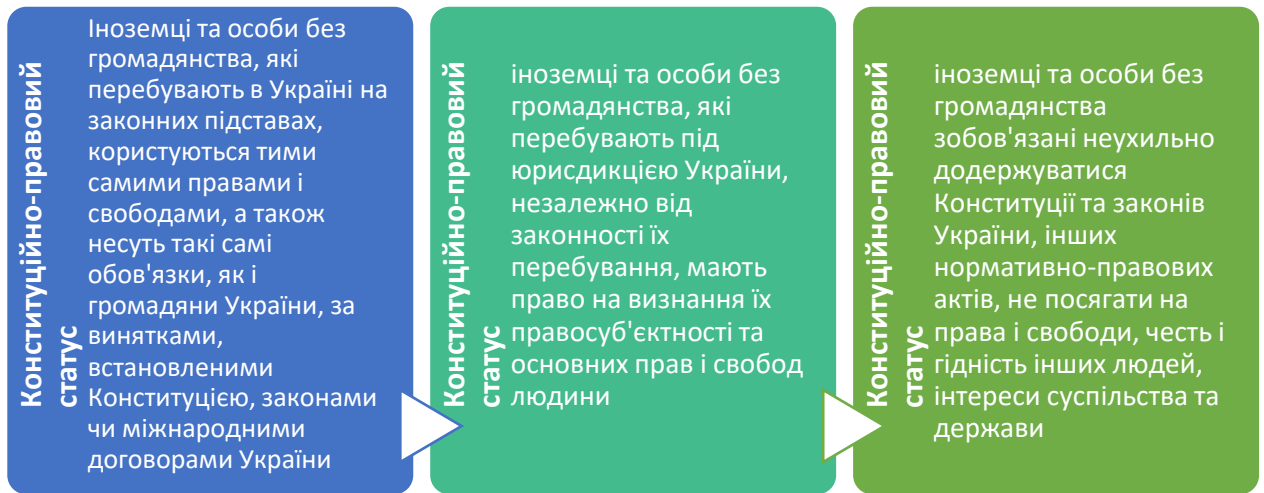 Конституційно-правовий
статус
Іноземці та особи без
громадянства, які
перебувають в Україні на
законних підставах,
користуються тими
самими правами і
свободами, а також
несуть такі самі
обов'язки, як і
громадяни України, за
винятками,
встановленими
Конституцією, законами
чи міжнародними
договорами України
Конституційно-правовий
статус
іноземці та особи без
громадянства, які
перебувають під
юрисдикцією України,
незалежно від
законності їх
перебування, мають
право на визнання їх
правосуб'єктності та
основних прав і свобод
людини
Конституційно-правовий
статус
іноземці та особи без
громадянства
зобов'язані неухильно
додержуватися
Конституції та законів
України, інших
нормативно-правових
актів, не посягати на
права і свободи, честь і
гідність інших людей,
інтереси суспільства та
держави